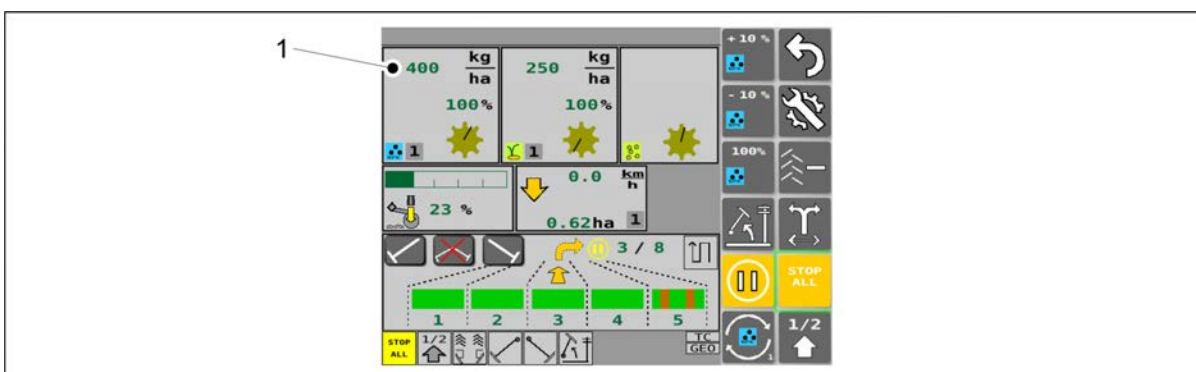 1
400 kg
ha
100%
1
250 kg
ha
100%
1
23 %
0.0 km
h
0.62ha 1
3 / 8
1 2 3 4 5
STOP
ALL
1/2
TC
GEO
+ 10 %
- 10 %
100%
STOP
ALL
1
1/2